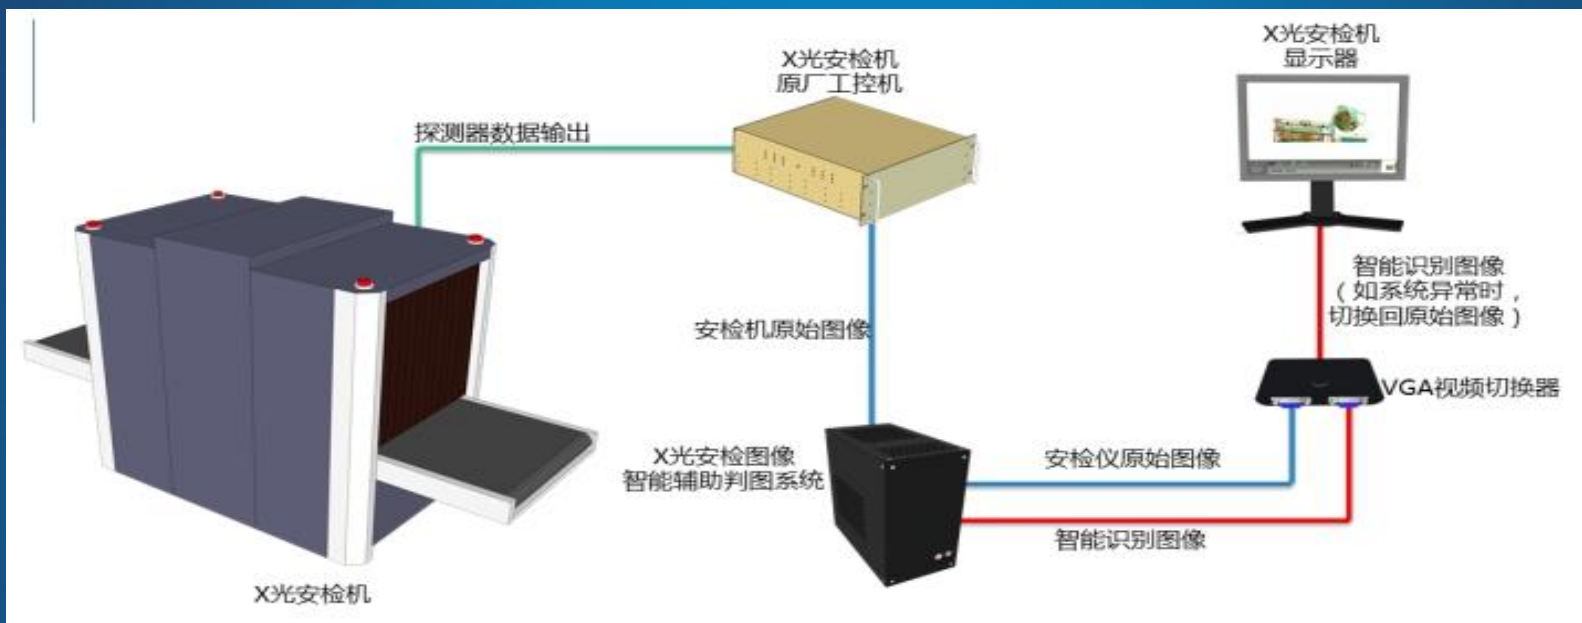 X光安检机
显示器
X光安检机
原厂工控机
探测器数据输出
智能识别图像
（如系统异常时，
切换回原始图像）
安检机原始图像
VGA视频切换器
X光安检图像
智能辅助判图系统
安检仪原始图像
智能识别图像
X光安检机